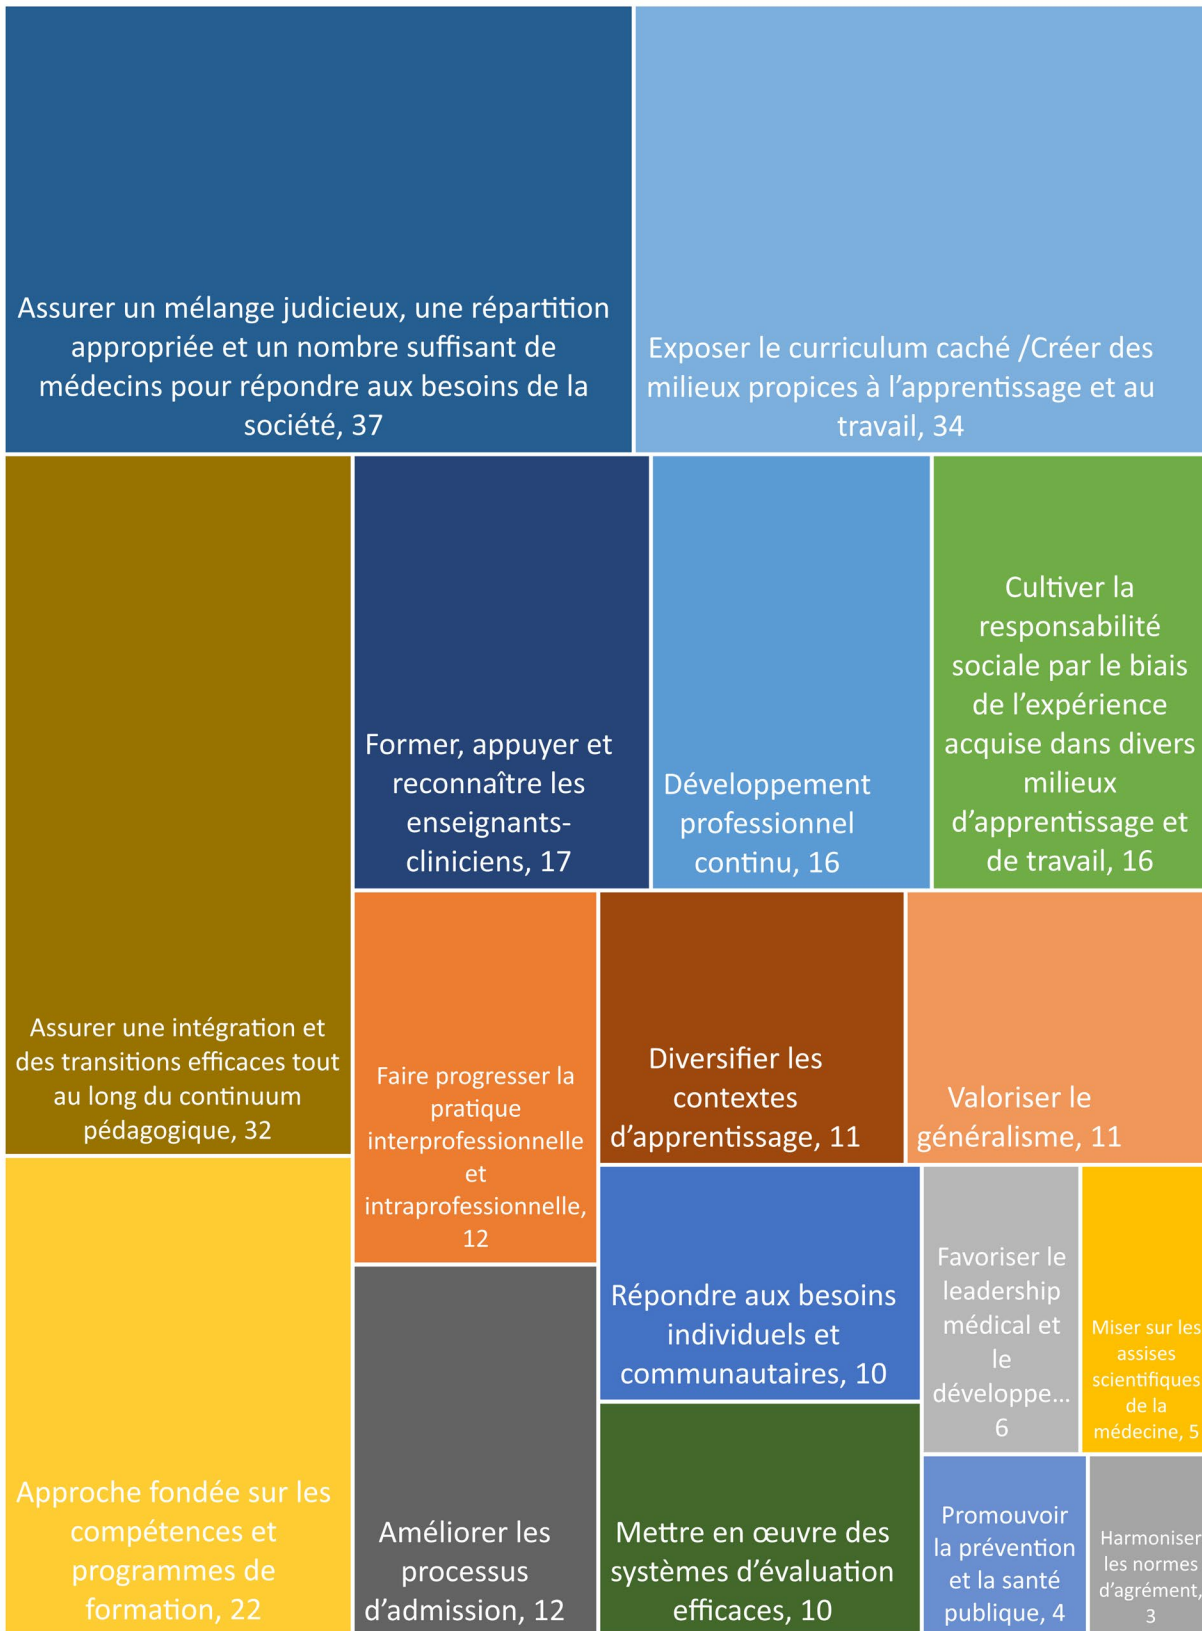 Assurer un mélange judicieux, une répartition
appropriée et un nombre suffisant de
médecins pour répondre aux besoins de la
société, 37
Exposer le curriculum caché /Créer des
milieux propices à l’apprentissage et au
travail, 34
Assurer une intégration et
des transitions efficaces tout
au long du continuum
pédagogique, 32
Former, appuyer et
reconnaître les
enseignants-
cliniciens, 17
Développement
professionnel
continu, 16
Cultiver la
responsabilité
sociale par le biais
de l’expérience
acquise dans divers
milieux
d’apprentissage et
de travail, 16
Faire progresser la
pratique
interprofessionnelle
et
intraprofessionnelle,
12
Diversifier les
contextes
d’apprentissage, 11
Valoriser le
généralisme, 11
Approche fondée sur les
compétences et
programmes de
formation, 22
Améliorer les
processus
d’admission, 12
Répondre aux besoins
individuels et
communautaires, 10
Mettre en œuvre des
systèmes d’évaluation
efficaces, 10
Favoriser le
leadership
médical et
le
développe...
6
Miser sur les
assises
scientifiques
de la
médecine, 5
Promouvoir
la prévention
et la santé
publique, 4
Harmoniser
les normes
d’agrément,
3